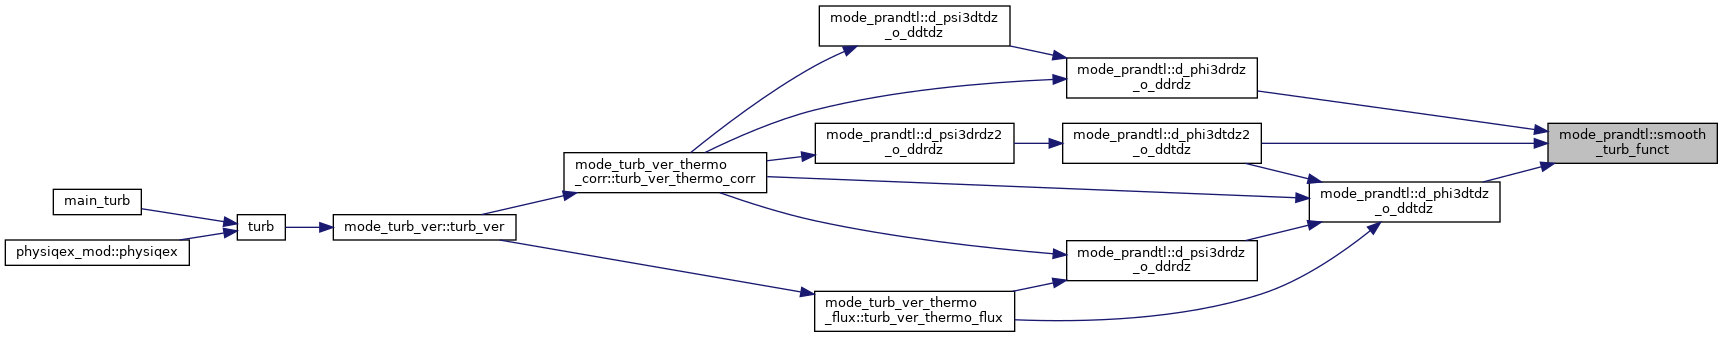 mode_prandtl::d_psi3dtdz
_o_ddtdz
mode_prandtl::d_phi3drdz
_o_ddrdz
mode_prandtl::smooth
_turb_funct
mode_prandtl::d_psi3drdz2
_o_ddrdz
mode_prandtl::d_phi3dtdz2
_o_ddtdz
mode_turb_ver_thermo
_corr::turb_ver_thermo_corr
mode_prandtl::d_phi3dtdz
_o_ddtdz
main_turb
turb
mode_turb_ver::turb_ver
physiqex_mod::physiqex
mode_prandtl::d_psi3drdz
_o_ddrdz
mode_turb_ver_thermo
_flux::turb_ver_thermo_flux